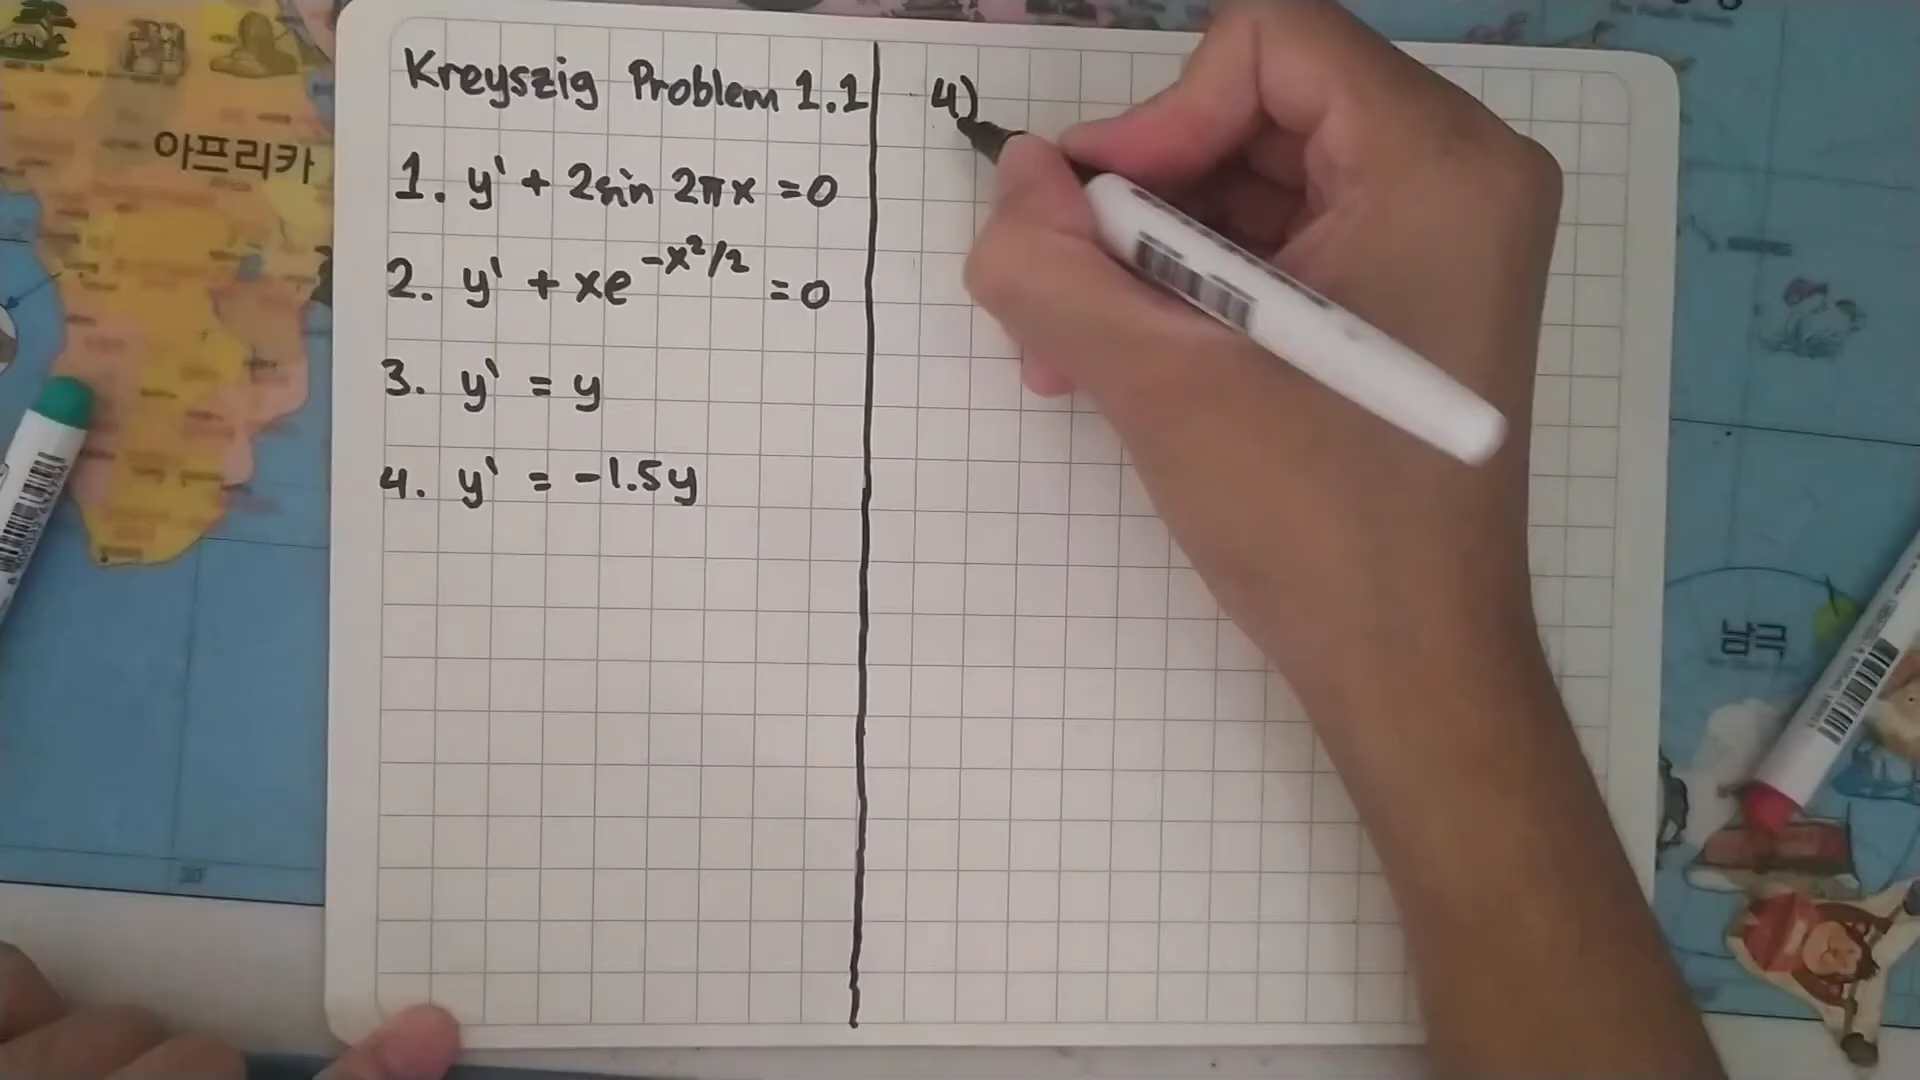 Kreyszig Problem 1.1
1. y' + 2sin 2πx = 0
2. y' + xe^{-x²/2} = 0
3. y' = y
4. y' = -1.5y
4)
아프리카
남극